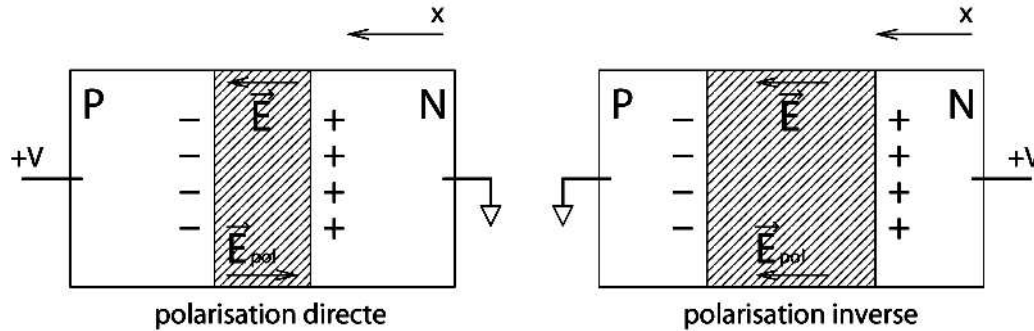 x x
P E N P E N
− + − +
+V − + − + +V
− + − +
− + − +
E pol E pol
polarisation directe polarisation inverse